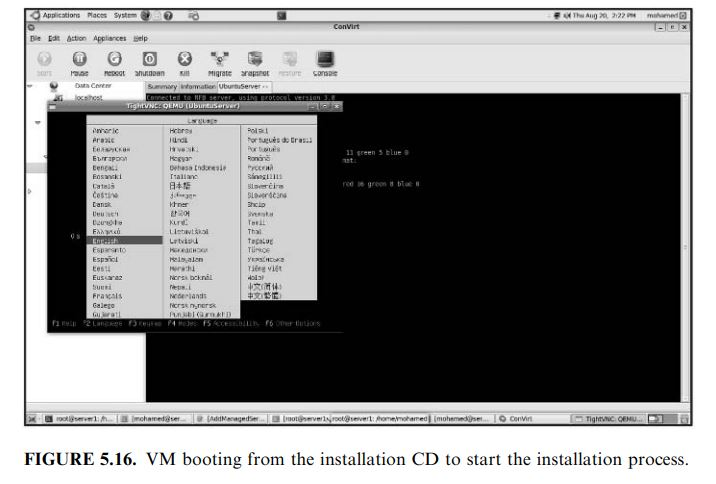 Applications Places System
Thu Aug 20, 2:22 PM mohamed
ConVirt
File Edit Action Appliances Help
Start Pause Reboot Shutdown Kill Migrate Snapshot Restore Console
Data Center
localhost
Summary Information UbuntuServer
Connected to RFB server, using protocol version 3.8
TightVNC: QEMU (UbuntuServer)
Language
Amharic Hebrew Polski
Arabic Hindi Português do Brasil
Беларуская Hrvatski Português
Български Magyar Română
Bengali Bahasa Indonesia Русский
Bosanski Italiano Sámegillii
Català 日本語 Slovenčina
Čeština Slovenščina
Dansk Khmer Shqip
Deutsch 한국어 Svenska
Dzongkha Kurdî Tamil
Ελληνικά Lietuviškai Thai
English Latviski Tagalog
Esperanto Македонски Türkçe
Español Malayalam Українська
Eesti Marathi Tiếng Việt
Euskaraz Norsk bokmål Wolof
Suomi Nepali 中文(简体)
Français Nederlands 中文(繁體)
Galego Norsk nynorsk
Gujarati Punjabi (Gurmukhi)
F1 Help F2 Language F3 Keymap F4 Modes F5 Accessibility F6 Other Options
11 green 5 blue 0
mat:
red 16 green 8 blue 0
root@server1: /h... [mohamed@ser... [AddManagedSer... [root@server1: root@server1: /home/mohamed [mohamed@ser... ConVirt TightVNC: QEMU...
FIGURE 5.16. VM booting from the installation CD to start the installation process.